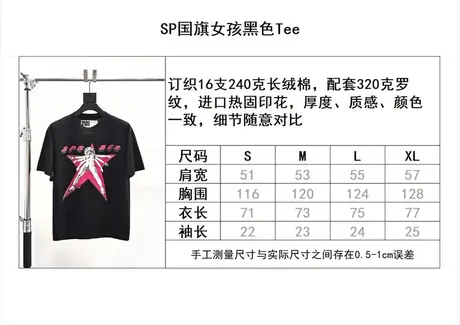 SP国旗女孩黑色Tee
订织16支240克长绒棉，配套320克罗
纹，进口热固印花，厚度、质感、颜色
一致，细节随意对比
尺码 S M L XL
肩宽 51 53 55 57
胸围 116 120 124 128
衣长 71 73 75 77
袖长 22 23 24 25
手工测量尺寸与实际尺寸之间存在0.5-1cm误差